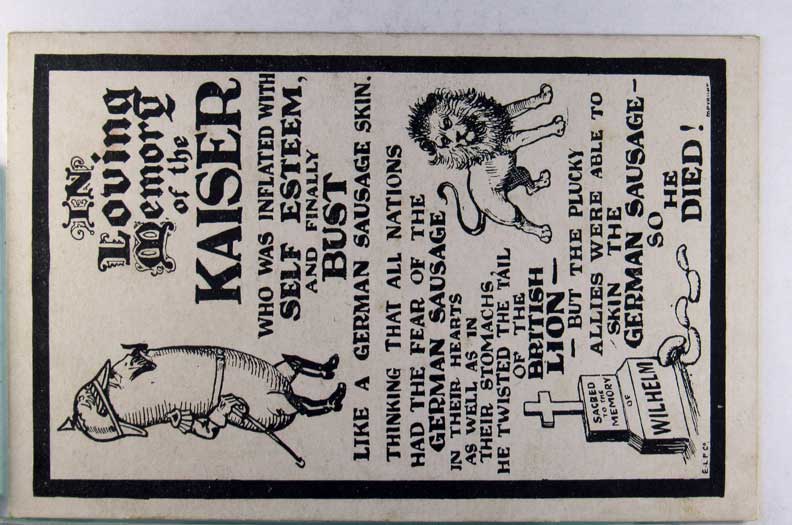 IN
Loving
Memory
of the
KAISER
WHO WAS INFLATED WITH
SELF ESTEEM,
AND FINALLY
BUST
LIKE A GERMAN SAUSAGE SKIN.
THINKING THAT ALL NATIONS
HAD THE FEAR OF THE
GERMAN SAUSAGE
IN THEIR HEARTS
AS WELL AS IN
THEIR STOMACHS,
HE TWISTED THE TAIL
OF THE
BRITISH
LION —
— BUT THE PLUCKY
ALLIES WERE ABLE TO
SKIN THE
GERMAN SAUSAGE —
SO HE
DIED!
SACRED
TO THE
MEMORY
OF
WILHELM
E.L.P.Co.
COPYRIGHT